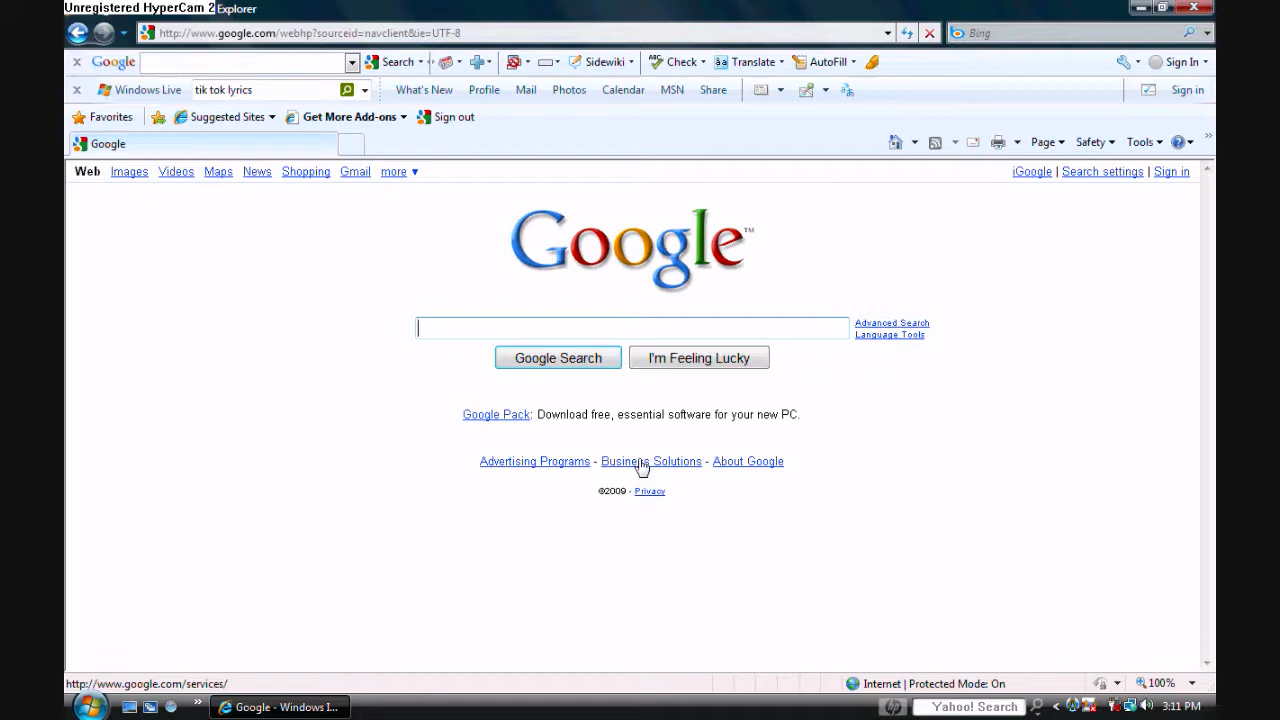 Unregistered HyperCam 2 Explorer
http://www.google.com/webhp?sourceid=navclient&ie=UTF-8 Bing
Google Search Sidewiki Check Translate AutoFill Sign In
Windows Live tik tok lyrics What's New Profile Mail Photos Calendar MSN Share Sign in
Favorites Suggested Sites Get More Add-ons Sign out
Google Page Safety Tools
Web Images Videos Maps News Shopping Gmail more iGoogle | Search settings | Sign in
Google™
Advanced Search
Language Tools
Google Search I'm Feeling Lucky
Google Pack: Download free, essential software for your new PC.
Advertising Programs - Business Solutions - About Google
©2009 - Privacy
http://www.google.com/services/ Internet | Protected Mode: On 100%
Google - Windows I... hp Yahoo! Search 3:11 PM